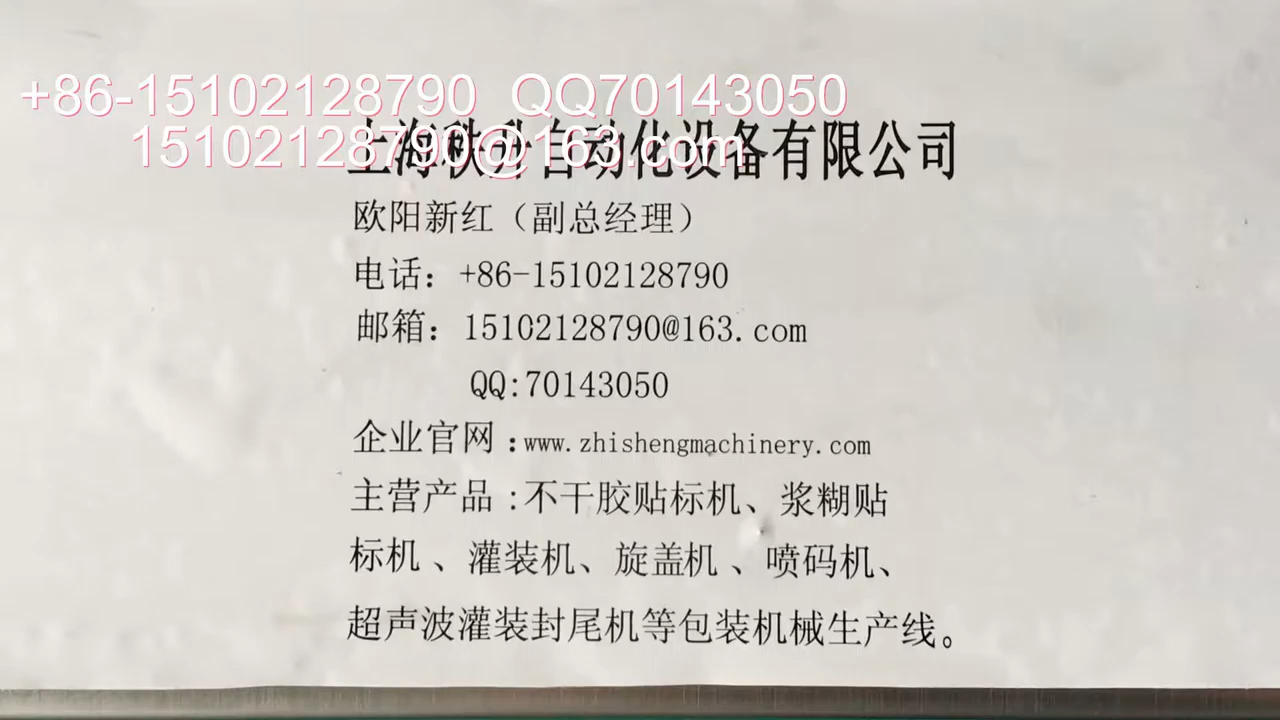 +86-15102128790 QQ70143050
15102128790@163.com
上海秩升自动化设备有限公司
欧阳新红（副总经理）
电话：+86-15102128790
邮箱：15102128790@163.com
QQ:70143050
企业官网：www.zhishengmachinery.com
主营产品：不干胶贴标机、浆糊贴
标机、灌装机、旋盖机、喷码机、
超声波灌装封尾机等包装机械生产线。